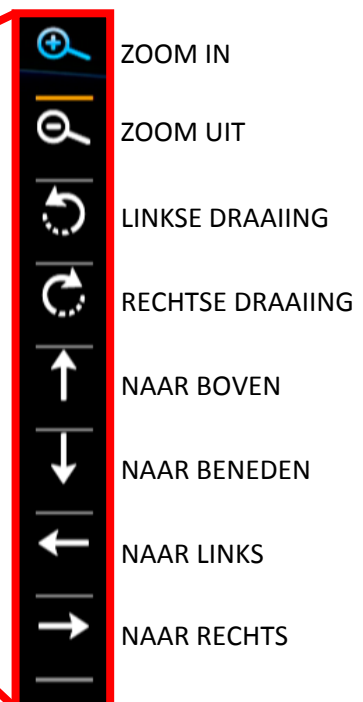 ZOOM IN
ZOOM UIT
LINKSE DRAAIING
RECHTSE DRAAIING
NAAR BOVEN
NAAR BENEDEN
NAAR LINKS
NAAR RECHTS